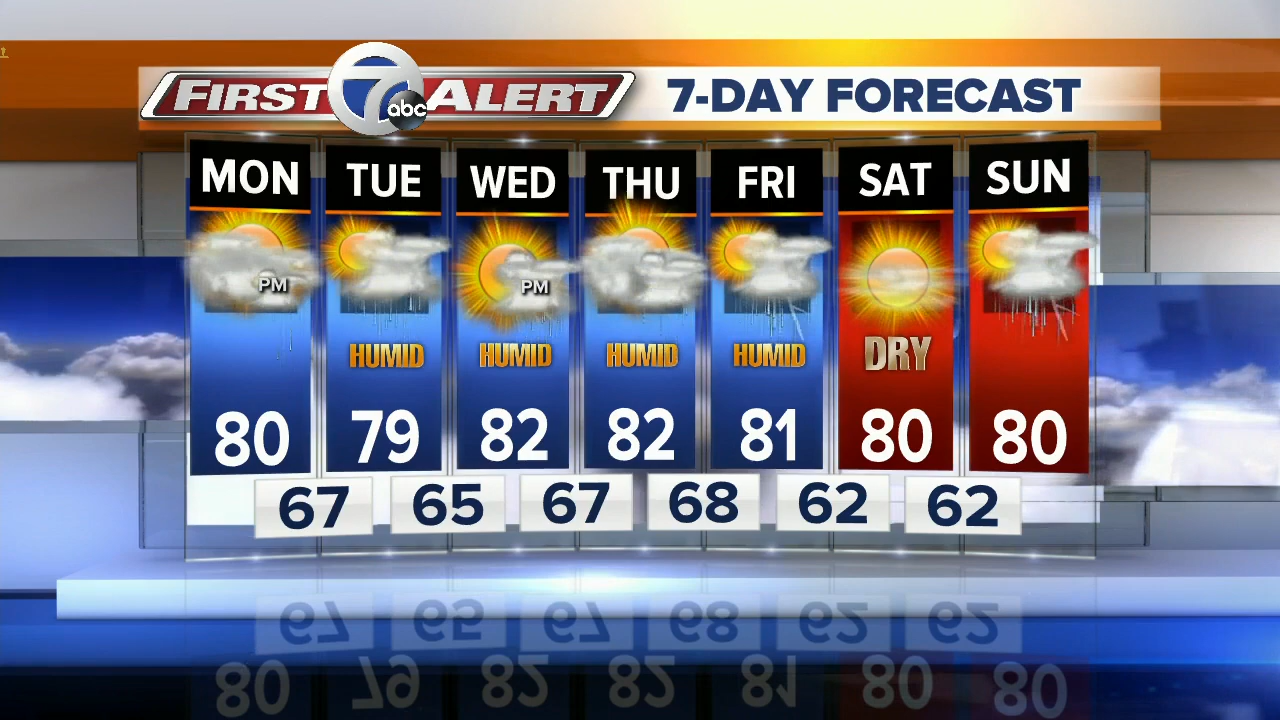 FIRST 7 abc ALERT 7-DAY FORECAST
MON TUE WED THU FRI SAT SUN
PM PM
HUMID HUMID HUMID HUMID DRY
80 79 82 82 81 80 80
67 65 67 68 62 62